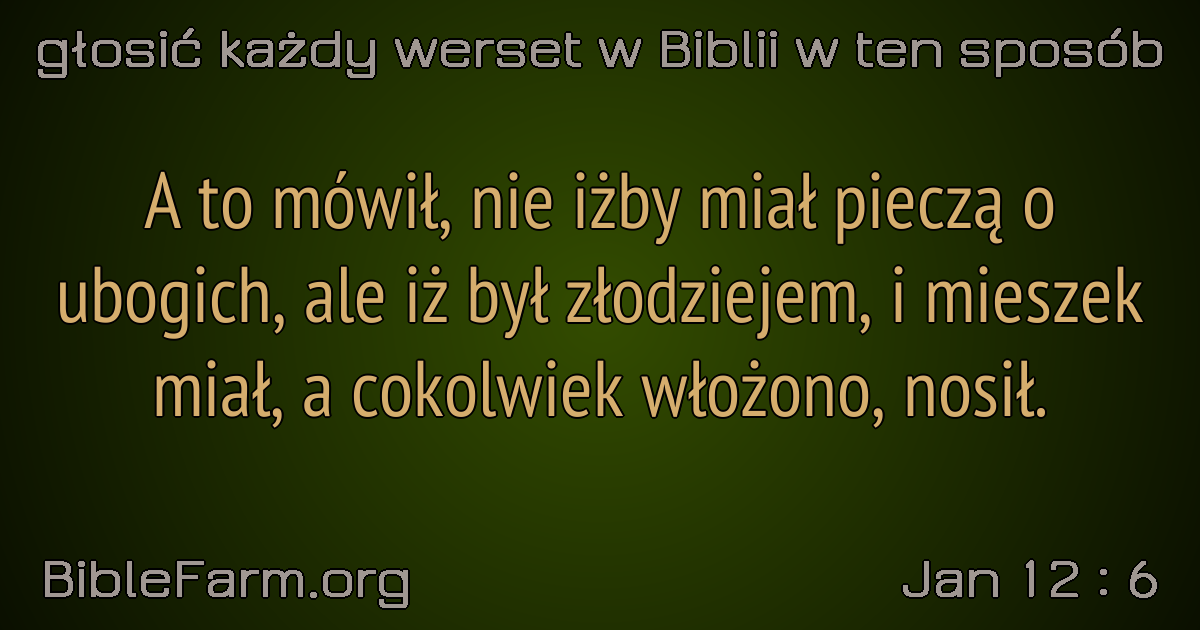 głosić każdy werset w Biblii w ten sposób
A to mówił, nie iżby miał pieczą o
ubogich, ale iż był złodziejem, i mieszek
miał, a cokolwiek włożono, nosił.
BibleFarm.org
Jan 12 : 6